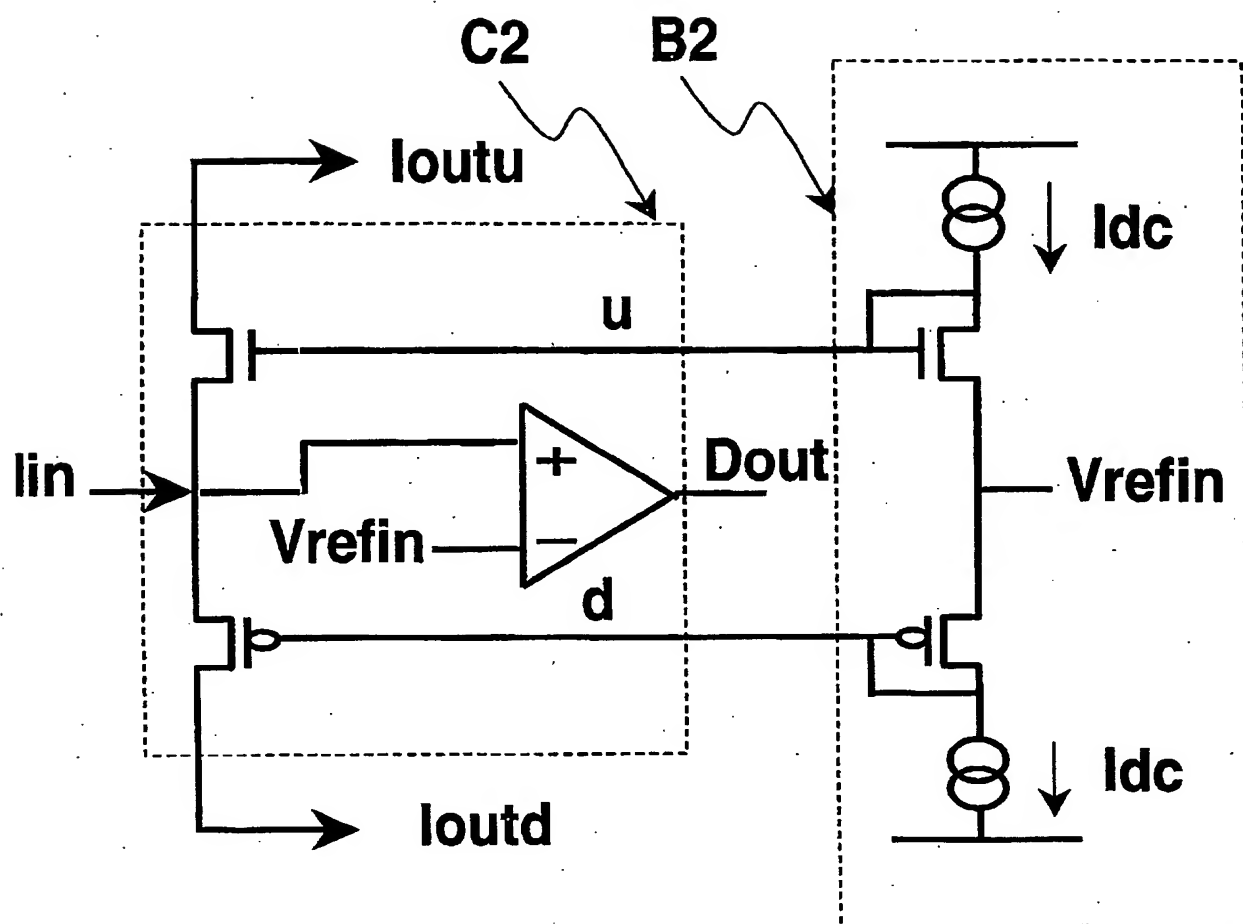 C2
B2
Ioutu
Idc
u
+
Dout
Iin
Vrefin
Vrefin
−
d
Idc
Ioutd